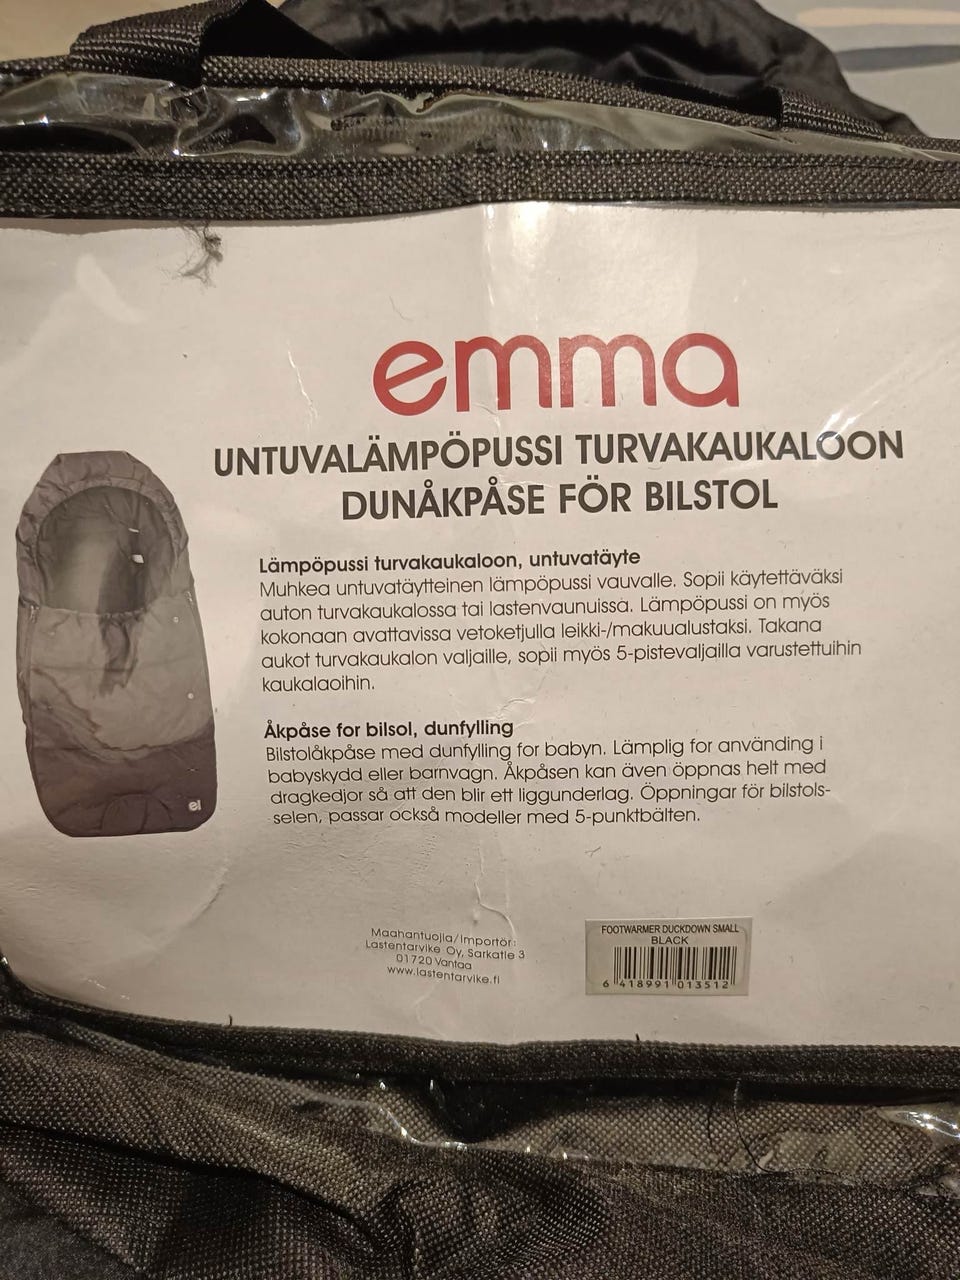 emma
UNTUVALÄMPÖPUSSI TURVAKAUKALOON
DUNÅKPÅSE FÖR BILSTOL
Lämpöpussi turvakaukaloon, untuvatäyte
Muhkea untuvatäytteinen lämpöpussi vauvalle. Sopii käytettäväksi
auton turvakaukalossa tai lastenvaunuissa. Lämpöpussi on myös
kokonaan avattavissa vetoketjulla leikki-/makuualustaksi. Takana
aukot turvakaukalon valjaille, sopii myös 5-pistevaljailla varustettuihin
kaukalaoihin.
Åkpåse for bilsol, dunfylling
Bilstolåkpåse med dunfylling for babyn. Lämplig for använding i
babyskydd eller barnvagn. Åkpåsen kan även öppnas helt med
dragkedjor så att den blir ett liggunderlag. Öppningar för bilstols-
selen, passar också modeller med 5-punktbälten.
el
Maahantuoja/Importör:
Lastentarvike Oy, Sarkatie 3
01720 Vantaa
www.lastentarvike.fi
FOOTWARMER DUCKDOWN SMALL
BLACK
6 418991 013512